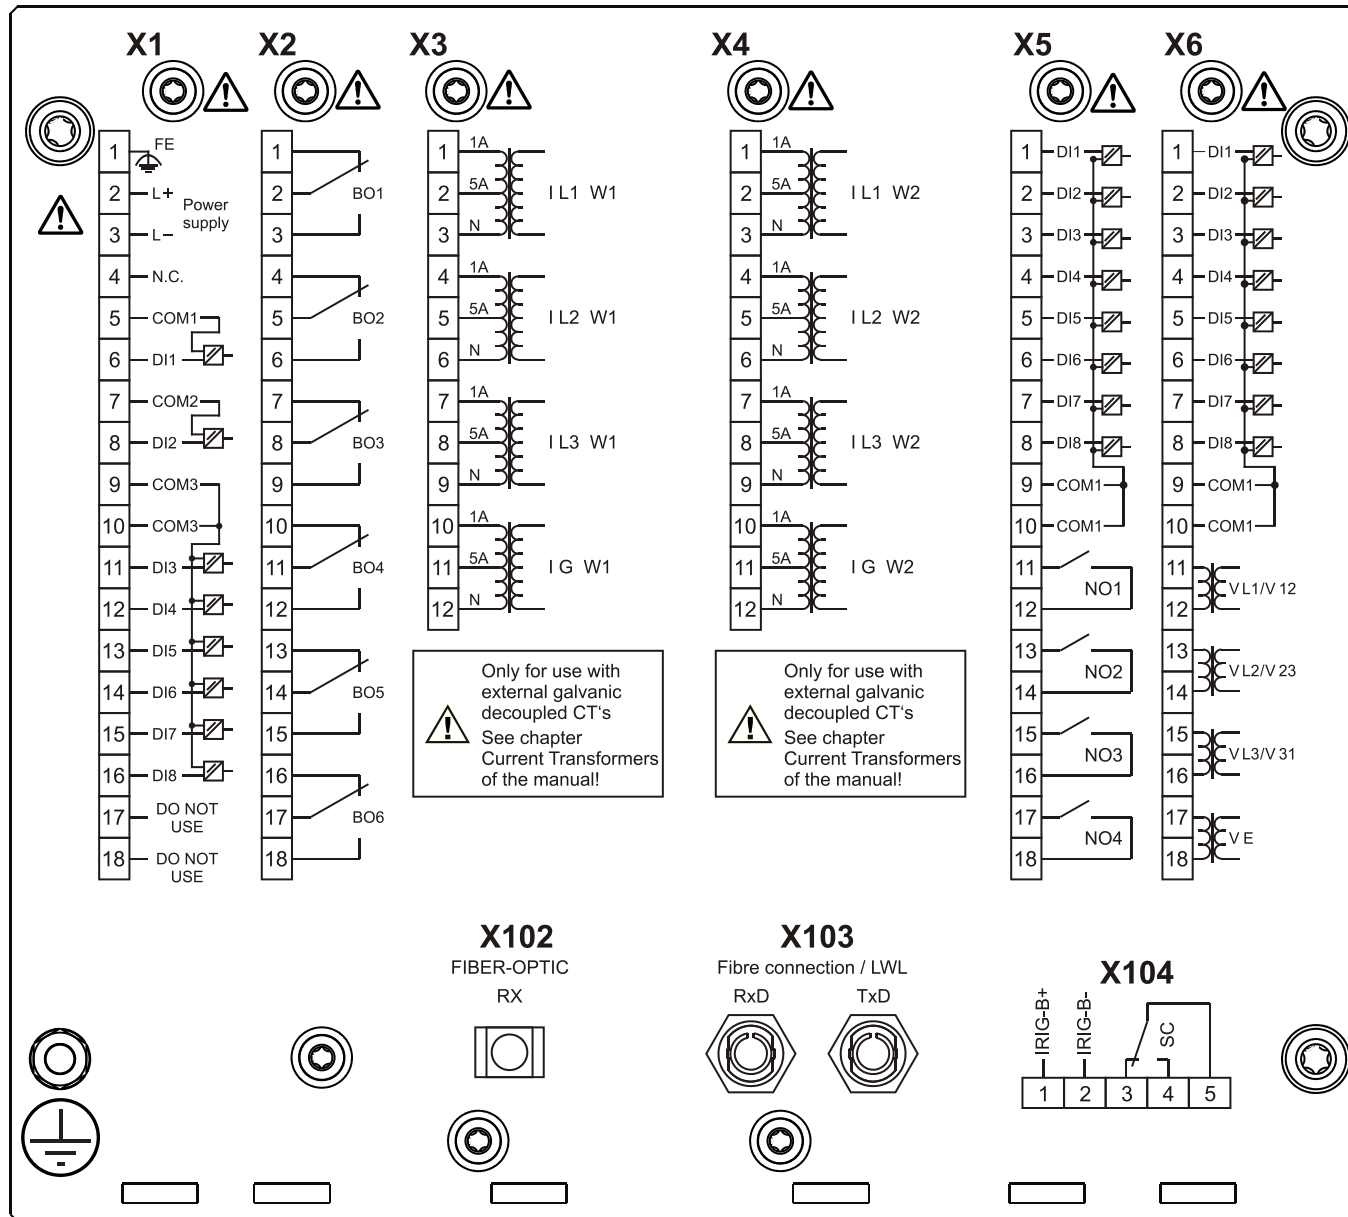 X1
X2
X3
X4
X5
X6
1 FE
2 L+
Power
supply
3 L–
4 N.C.
5 COM1
6 DI1
7 COM2
8 DI2
9 COM3
10 COM3
11 DI3
12 DI4
13 DI5
14 DI6
15 DI7
16 DI8
17 DO NOT
USE
18 DO NOT
USE
1
2 BO1
3
4
5 BO2
6
7
8 BO3
9
10
11 BO4
12
13
14 BO5
15
16
17 BO6
18
1 1A
2 5A I L1 W1
3 N
4 1A
5 5A I L2 W1
6 N
7 1A
8 5A I L3 W1
9 N
10 1A
11 5A I G W1
12 N
Only for use with
external galvanic
decoupled CT‘s
See chapter
Current Transformers
of the manual!
1 1A
2 5A I L1 W2
3 N
4 1A
5 5A I L2 W2
6 N
7 1A
8 5A I L3 W2
9 N
10 1A
11 5A I G W2
12 N
Only for use with
external galvanic
decoupled CT‘s
See chapter
Current Transformers
of the manual!
1 DI1
2 DI2
3 DI3
4 DI4
5 DI5
6 DI6
7 DI7
8 DI8
9 COM1
10 COM1
11
NO1
12
13
NO2
14
15
NO3
16
17
NO4
18
1 DI1
2 DI2
3 DI3
4 DI4
5 DI5
6 DI6
7 DI7
8 DI8
9 COM1
10 COM1
11
V L1/V 12
12
13
V L2/V 23
14
15
V L3/V 31
16
17
V E
18
X102
FIBER-OPTIC
RX
X103
Fibre connection / LWL
RxD TxD
X104
IRIG-B+
IRIG-B-
SC
1 2 3 4 5